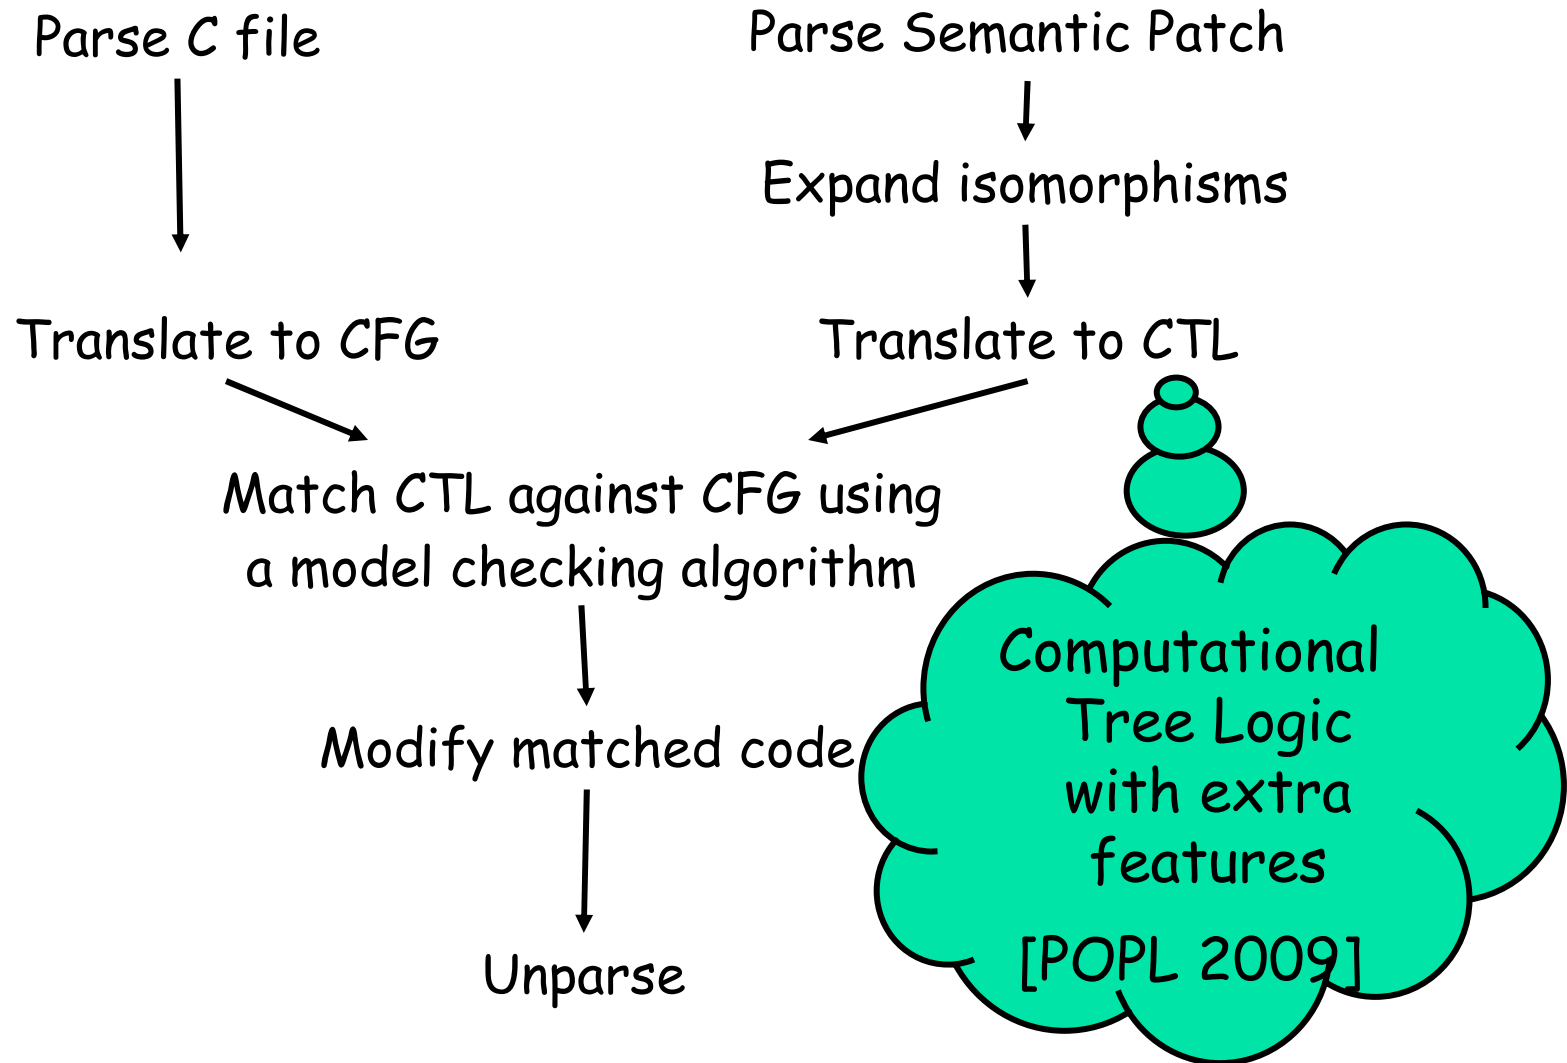 Parse C file
Parse Semantic Patch
Expand isomorphisms
Translate to CFG
Translate to CTL
Match CTL against CFG using
a model checking algorithm
Modify matched code
Unparse
Computational
Tree Logic
with extra
features
[POPL 2009]